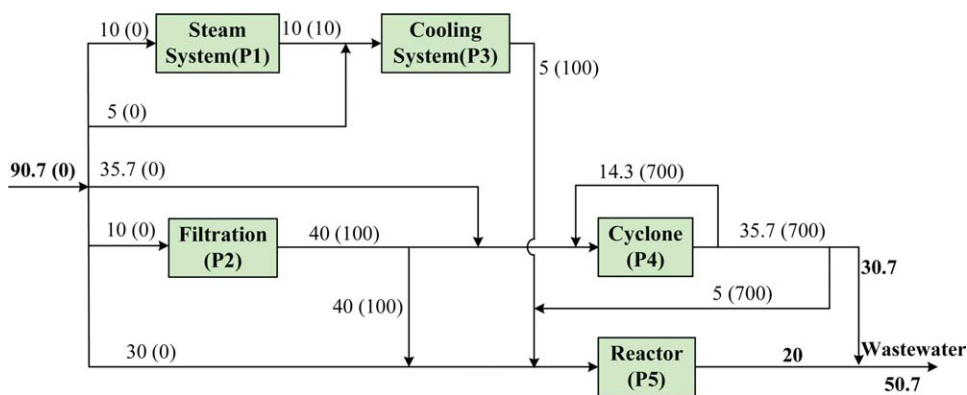 10 (0)
Steam
System(P1)
10 (10)
Cooling
System(P3)
5 (100)
5 (0)
90.7 (0)
35.7 (0)
14.3 (700)
10 (0)
Filtration
(P2)
40 (100)
Cyclone
(P4)
35.7 (700)
30.7
40 (100)
5 (700)
30 (0)
Reactor
(P5)
20
Wastewater
50.7